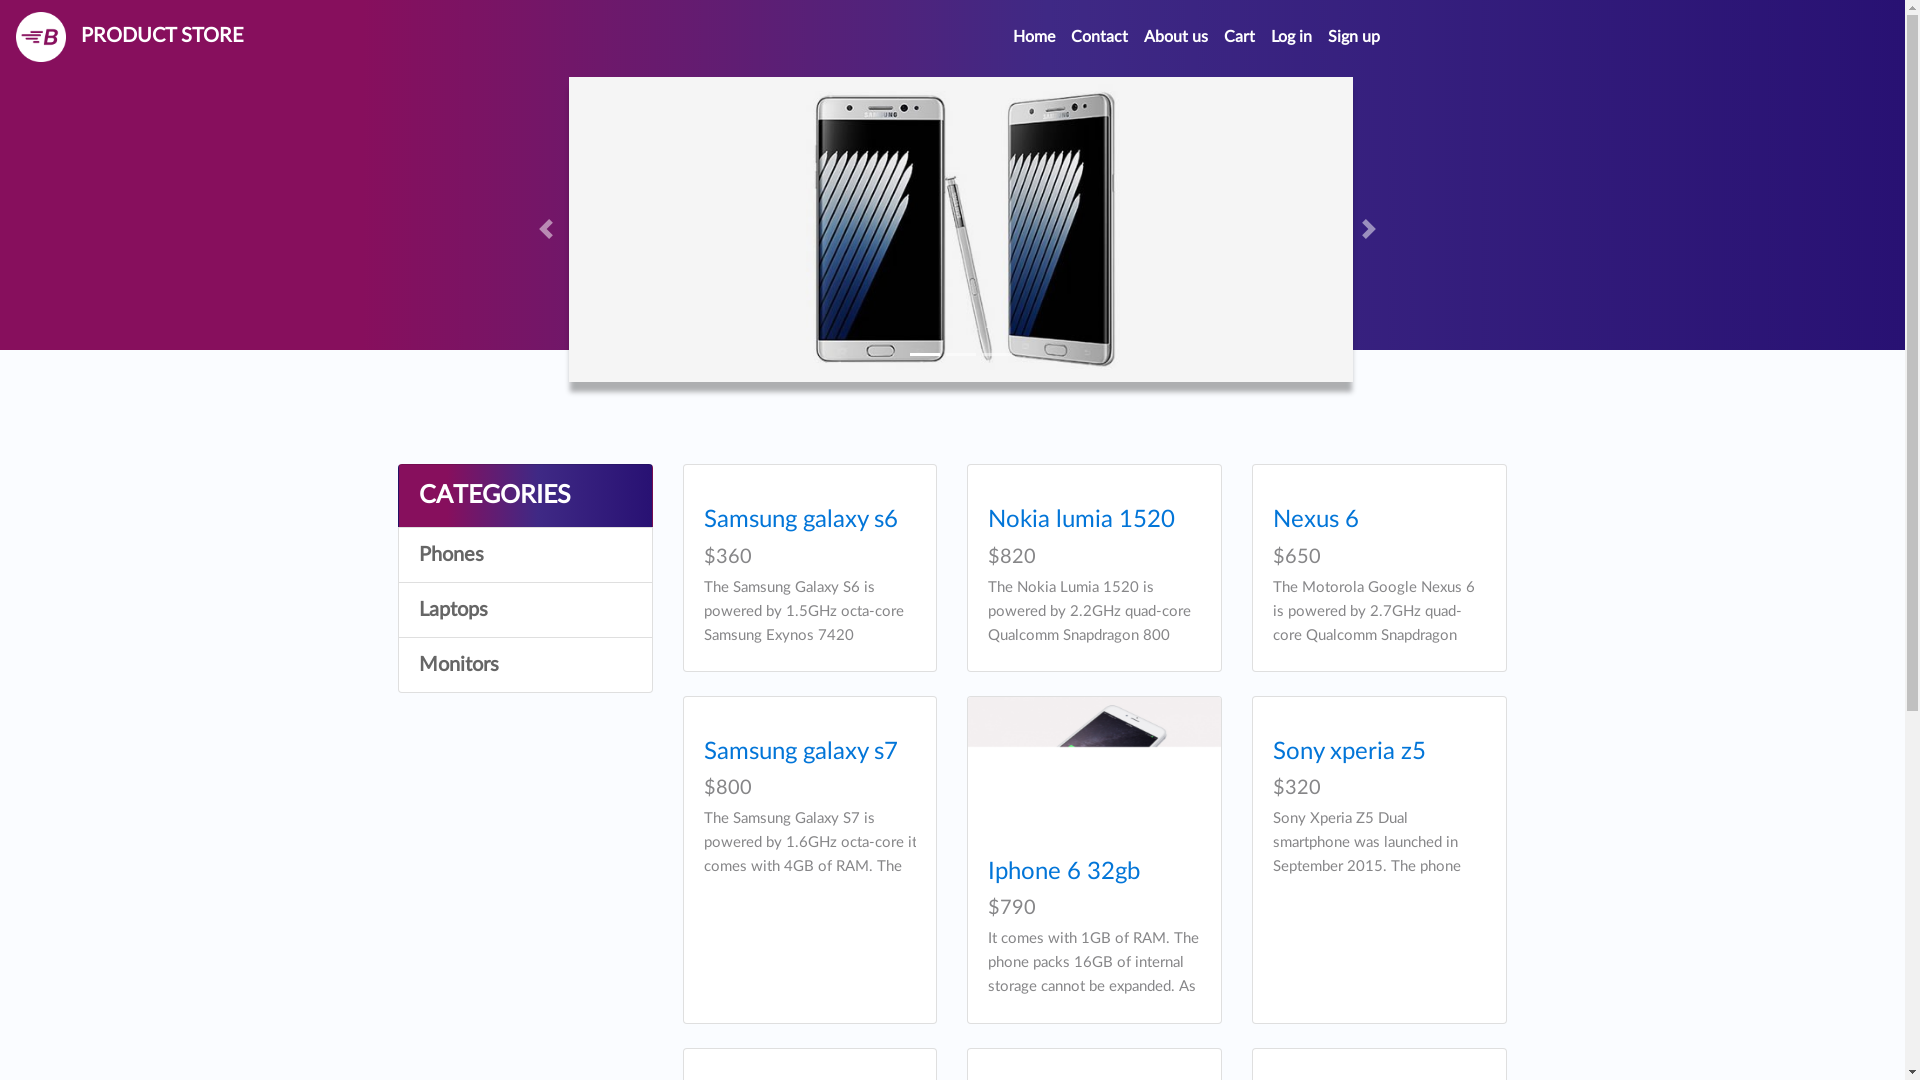 B PRODUCT STORE
Home Contact About us Cart Log in Sign up
SAMSUNG SAMSUNG
CATEGORIES
Phones
Laptops
Monitors
Samsung galaxy s6
$360
The Samsung Galaxy S6 is
powered by 1.5GHz octa-core
Samsung Exynos 7420
Nokia lumia 1520
$820
The Nokia Lumia 1520 is
powered by 2.2GHz quad-core
Qualcomm Snapdragon 800
Nexus 6
$650
The Motorola Google Nexus 6
is powered by 2.7GHz quad-
core Qualcomm Snapdragon
Samsung galaxy s7
$800
The Samsung Galaxy S7 is
powered by 1.6GHz octa-core it
comes with 4GB of RAM. The
Iphone 6 32gb
$790
It comes with 1GB of RAM. The
phone packs 16GB of internal
storage cannot be expanded. As
Sony xperia z5
$320
Sony Xperia Z5 Dual
smartphone was launched in
September 2015. The phone